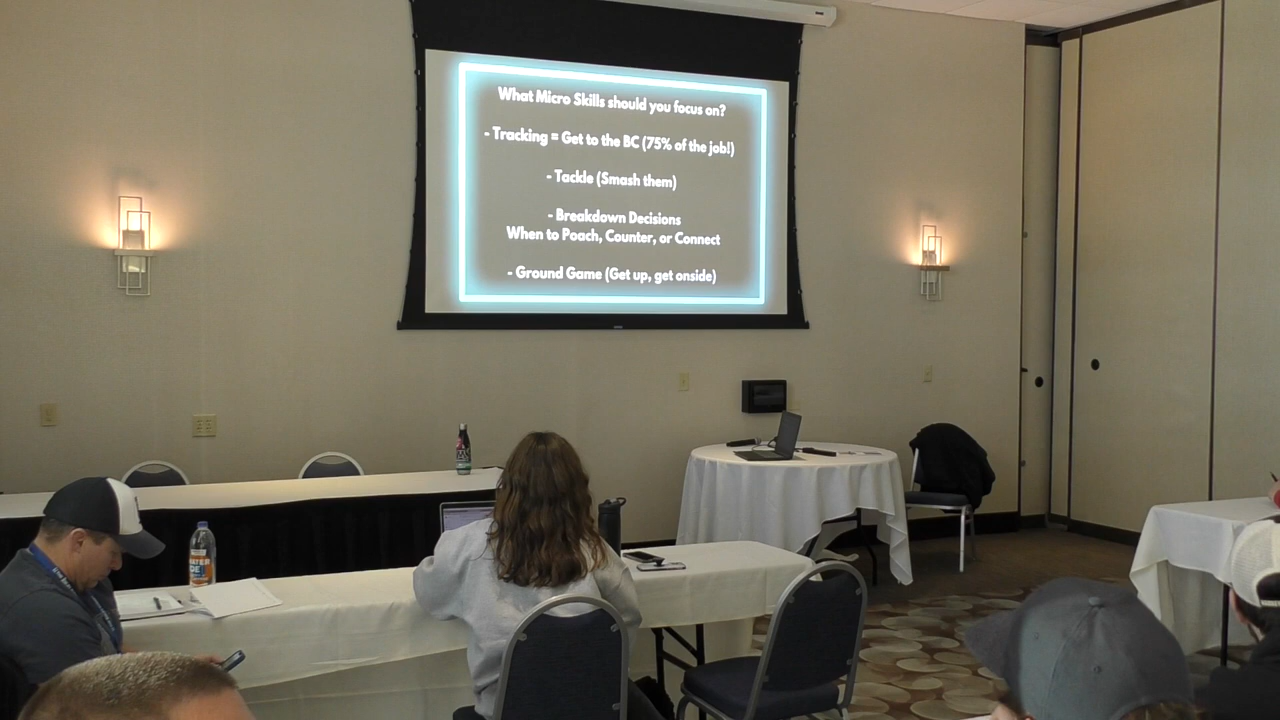 What Micro Skills should you focus on?
- Tracking = Get to the BC (75% of the job!)
- Tackle (Smash them)
- Breakdown Decisions
When to Poach, Counter, or Connect
- Ground Game (Get up, get onside)